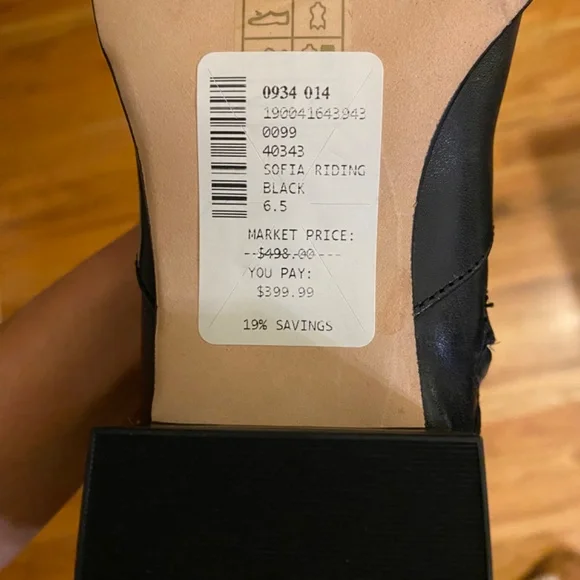 0934 014
190041643943
0099
40343
SOFIA RIDING
BLACK
6.5
MARKET PRICE:
--$498.00---
YOU PAY:
$399.99
19% SAVINGS